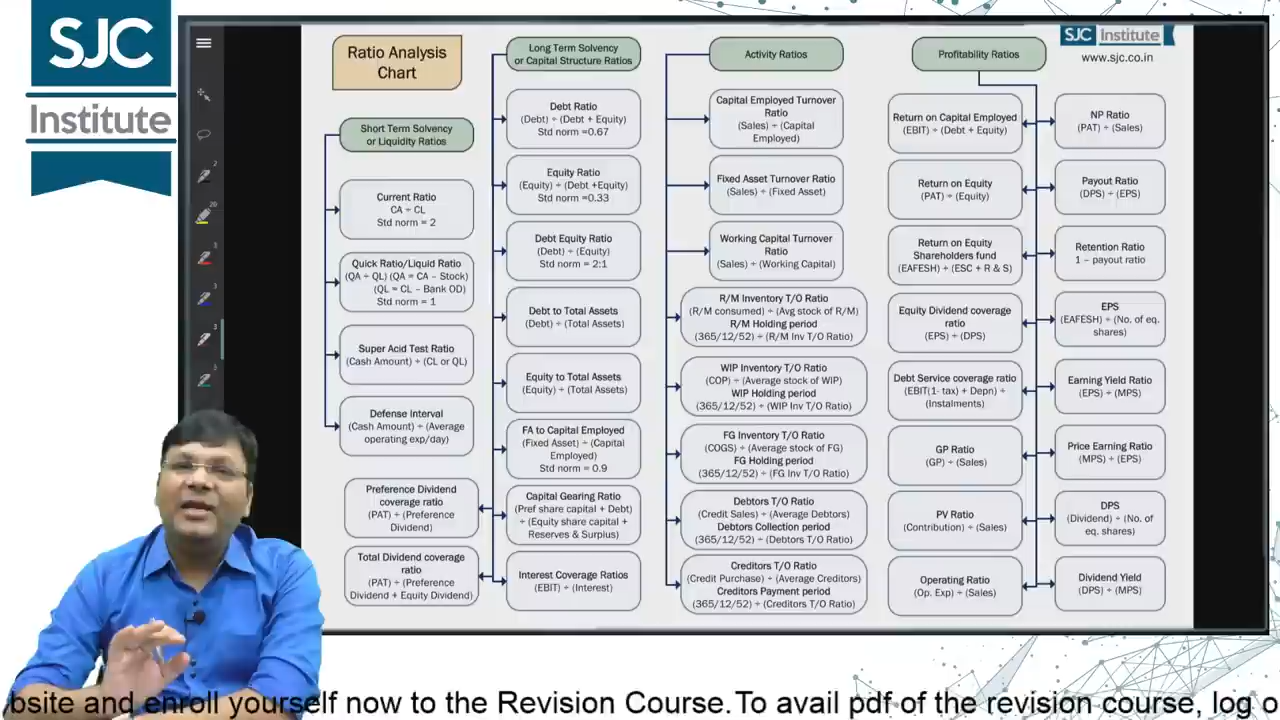 SJC
Institute
SJC Institute
www.sjc.co.in
Ratio Analysis
Chart
Short Term Solvency
or Liquidity Ratios
Current Ratio
CA ÷ CL
Std norm = 2
Quick Ratio/Liquid Ratio
(QA ÷ QL) (QA = CA – Stock)
(QL = CL – Bank OD)
Std norm = 1
Super Acid Test Ratio
(Cash Amount) ÷ (CL or QL)
Defense Interval
(Cash Amount) ÷ (Average
operating exp/day)
Preference Dividend
coverage ratio
(PAT) ÷ (Preference
Dividend)
Total Dividend coverage
ratio
(PAT) ÷ (Preference
Dividend + Equity Dividend)
Long Term Solvency
or Capital Structure Ratios
Debt Ratio
(Debt) ÷ (Debt + Equity)
Std norm =0.67
Equity Ratio
(Equity) ÷ (Debt +Equity)
Std norm =0.33
Debt Equity Ratio
(Debt) ÷ (Equity)
Std norm = 2:1
Debt to Total Assets
(Debt) ÷ (Total Assets)
Equity to Total Assets
(Equity) ÷ (Total Assets)
FA to Capital Employed
(Fixed Asset) ÷ (Capital
Employed)
Std norm = 0.9
Capital Gearing Ratio
(Pref share capital + Debt)
÷ (Equity share capital +
Reserves & Surplus)
Interest Coverage Ratios
(EBIT) ÷ (Interest)
Activity Ratios
Capital Employed Turnover
Ratio
(Sales) ÷ (Capital
Employed)
Fixed Asset Turnover Ratio
(Sales) ÷ (Fixed Asset)
Working Capital Turnover
Ratio
(Sales) ÷ (Working Capital)
R/M Inventory T/O Ratio
(R/M consumed) ÷ (Avg stock of R/M)
R/M Holding period
(365/12/52) ÷ (R/M Inv T/O Ratio)
WIP Inventory T/O Ratio
(COP) ÷ (Average stock of WIP)
WIP Holding period
(365/12/52) ÷ (WIP Inv T/O Ratio)
FG Inventory T/O Ratio
(COGS) ÷ (Average stock of FG)
FG Holding period
(365/12/52) ÷ (FG Inv T/O Ratio)
Debtors T/O Ratio
(Credit Sales) ÷ (Average Debtors)
Debtors Collection period
(365/12/52) ÷ (Debtors T/O Ratio)
Creditors T/O Ratio
(Credit Purchase) ÷ (Average Creditors)
Creditors Payment period
(365/12/52) ÷ (Creditors T/O Ratio)
Profitability Ratios
Return on Capital Employed
(EBIT) ÷ (Debt + Equity)
Return on Equity
(PAT) ÷ (Equity)
Return on Equity
Shareholders fund
(EAFESH) ÷ (ESC + R & S)
Equity Dividend coverage
ratio
(EPS) ÷ (DPS)
Debt Service coverage ratio
(EBIT(1- tax) + Depn) ÷
(Instalments)
GP Ratio
(GP) ÷ (Sales)
PV Ratio
(Contribution) ÷ (Sales)
Operating Ratio
(Op. Exp) ÷ (Sales)
NP Ratio
(PAT) ÷ (Sales)
Payout Ratio
(DPS) ÷ (EPS)
Retention Ratio
1 – payout ratio
EPS
(EAFESH) ÷ (No. of eq.
shares)
Earning Yield Ratio
(EPS) ÷ (MPS)
Price Earning Ratio
(MPS) ÷ (EPS)
DPS
(Dividend) ÷ (No. of
eq. shares)
Dividend Yield
(DPS) ÷ (MPS)
bsite and enroll yourself now to the Revision Course.To avail pdf of the revision course, log o